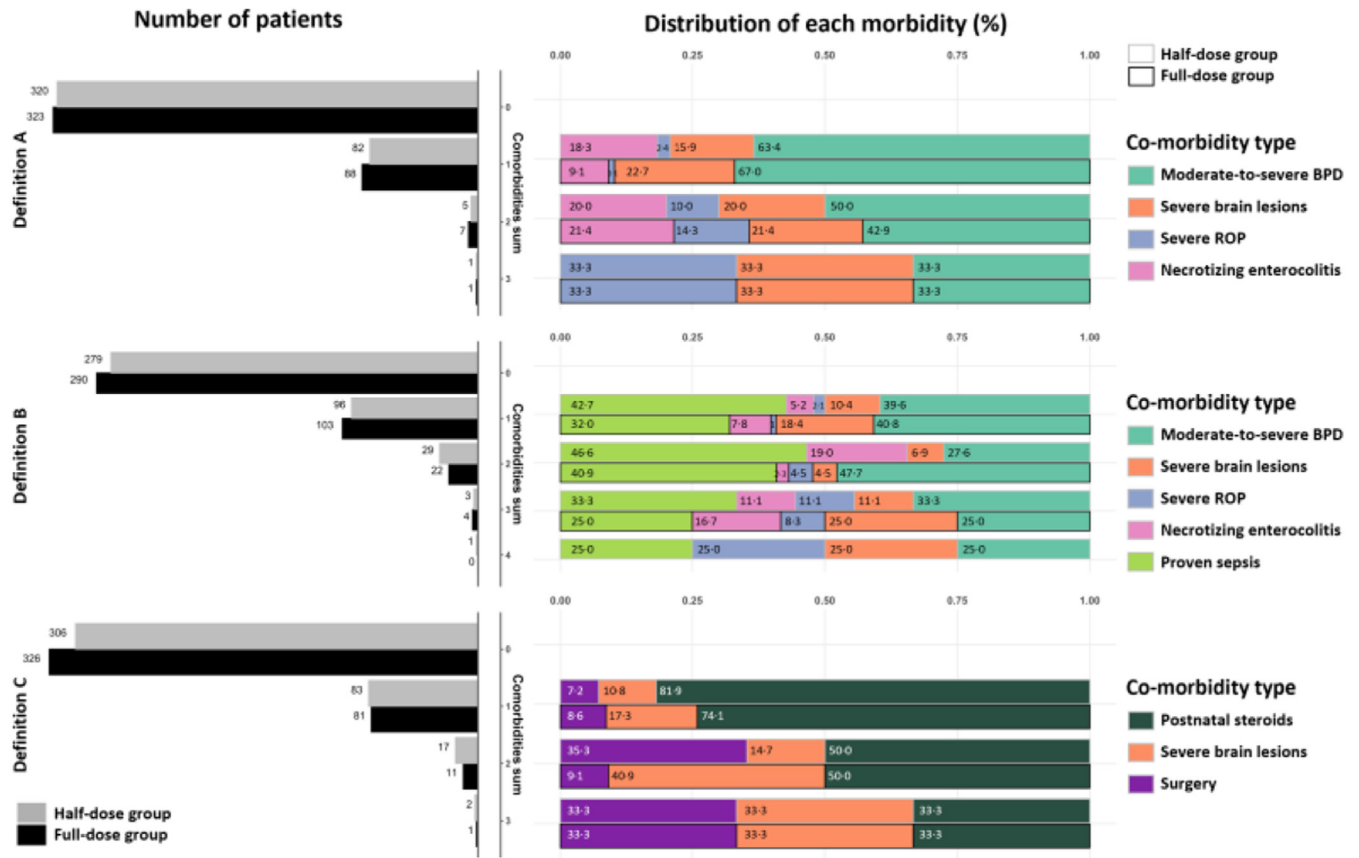 Number of patients
Distribution of each morbidity (%)
0.00 0.25 0.50 0.75 1.00
Half-dose group
Full-dose group
Definition A
320
323
82
88
5
7
1
1
Comorbidities sum
0
1
2
3
18·3 2·4 15·9 63·4
9·1 22·7 67·0
20·0 10·0 20·0 50·0
21·4 14·3 21·4 42·9
33·3 33·3 33·3
33·3 33·3 33·3
Co-morbidity type
Moderate-to-severe BPD
Severe brain lesions
Severe ROP
Necrotizing enterocolitis
0.00 0.25 0.50 0.75 1.00
Definition B
279
290
96
103
29
22
3
4
1
0
Comorbidities sum
0
1
2
3
4
42·7 5·2 2·1 10·4 39·6
32·0 7·8 18·4 40·8
46·6 19·0 6·9 27·6
40·9 2·3 4·5 4·5 47·7
33·3 11·1 11·1 11·1 33·3
25·0 16·7 8·3 25·0 25·0
25·0 25·0 25·0 25·0
Co-morbidity type
Moderate-to-severe BPD
Severe brain lesions
Severe ROP
Necrotizing enterocolitis
Proven sepsis
0.00 0.25 0.50 0.75 1.00
Definition C
306
326
83
81
17
11
2
1
Comorbidities sum
0
1
2
3
7·2 10·8 81·9
8·6 17·3 74·1
35·3 14·7 50·0
9·1 40·9 50·0
33·3 33·3 33·3
33·3 33·3 33·3
Co-morbidity type
Postnatal steroids
Severe brain lesions
Surgery
Half-dose group
Full-dose group